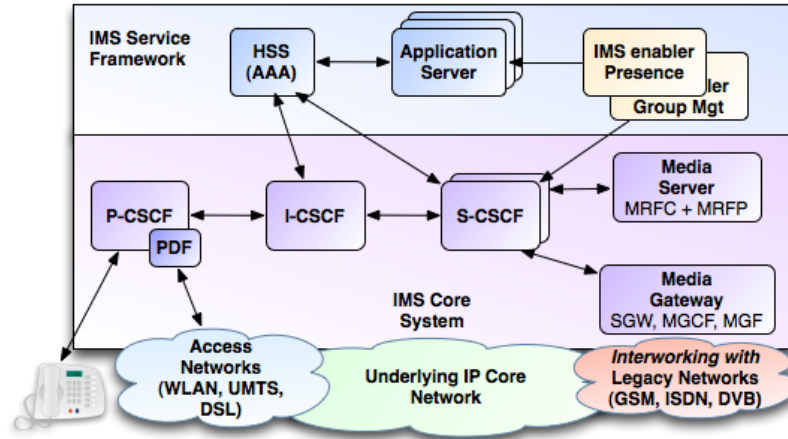 IMS Service
Framework
HSS
(AAA)
Application
Server
IMS enabler
Presence
ler
Group Mgt
P-CSCF
PDF
I-CSCF
S-CSCF
Media
Server
MRFC + MRFP
Media
Gateway
SGW, MGCF, MGF
IMS Core
System
Access
Networks
(WLAN, UMTS,
DSL)
Underlying IP Core
Network
Interworking with
Legacy Networks
(GSM, ISDN, DVB)